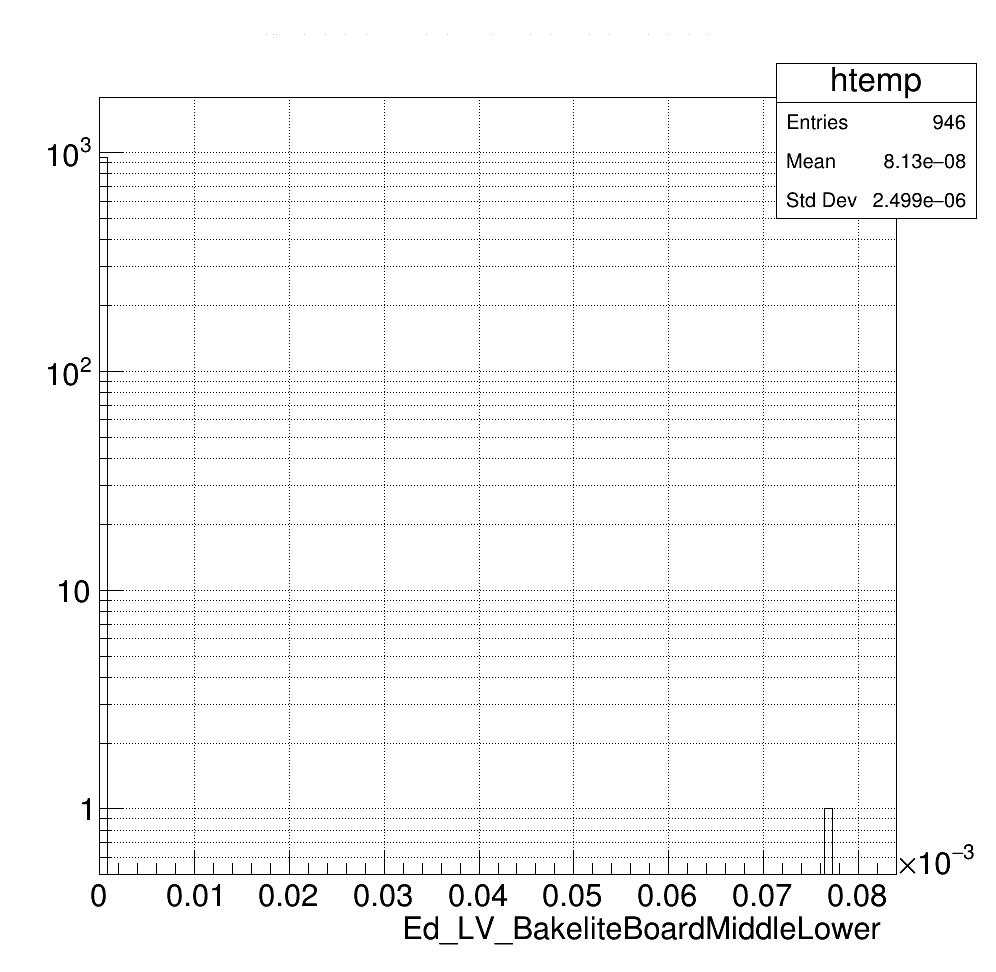 htemp
Entries 946
Mean 8.13e−08
Std Dev 2.499e−06
10³
10²
10
1
0 0.01 0.02 0.03 0.04 0.05 0.06 0.07 0.08
×10⁻³
Ed_LV_BakeliteBoardMiddleLower